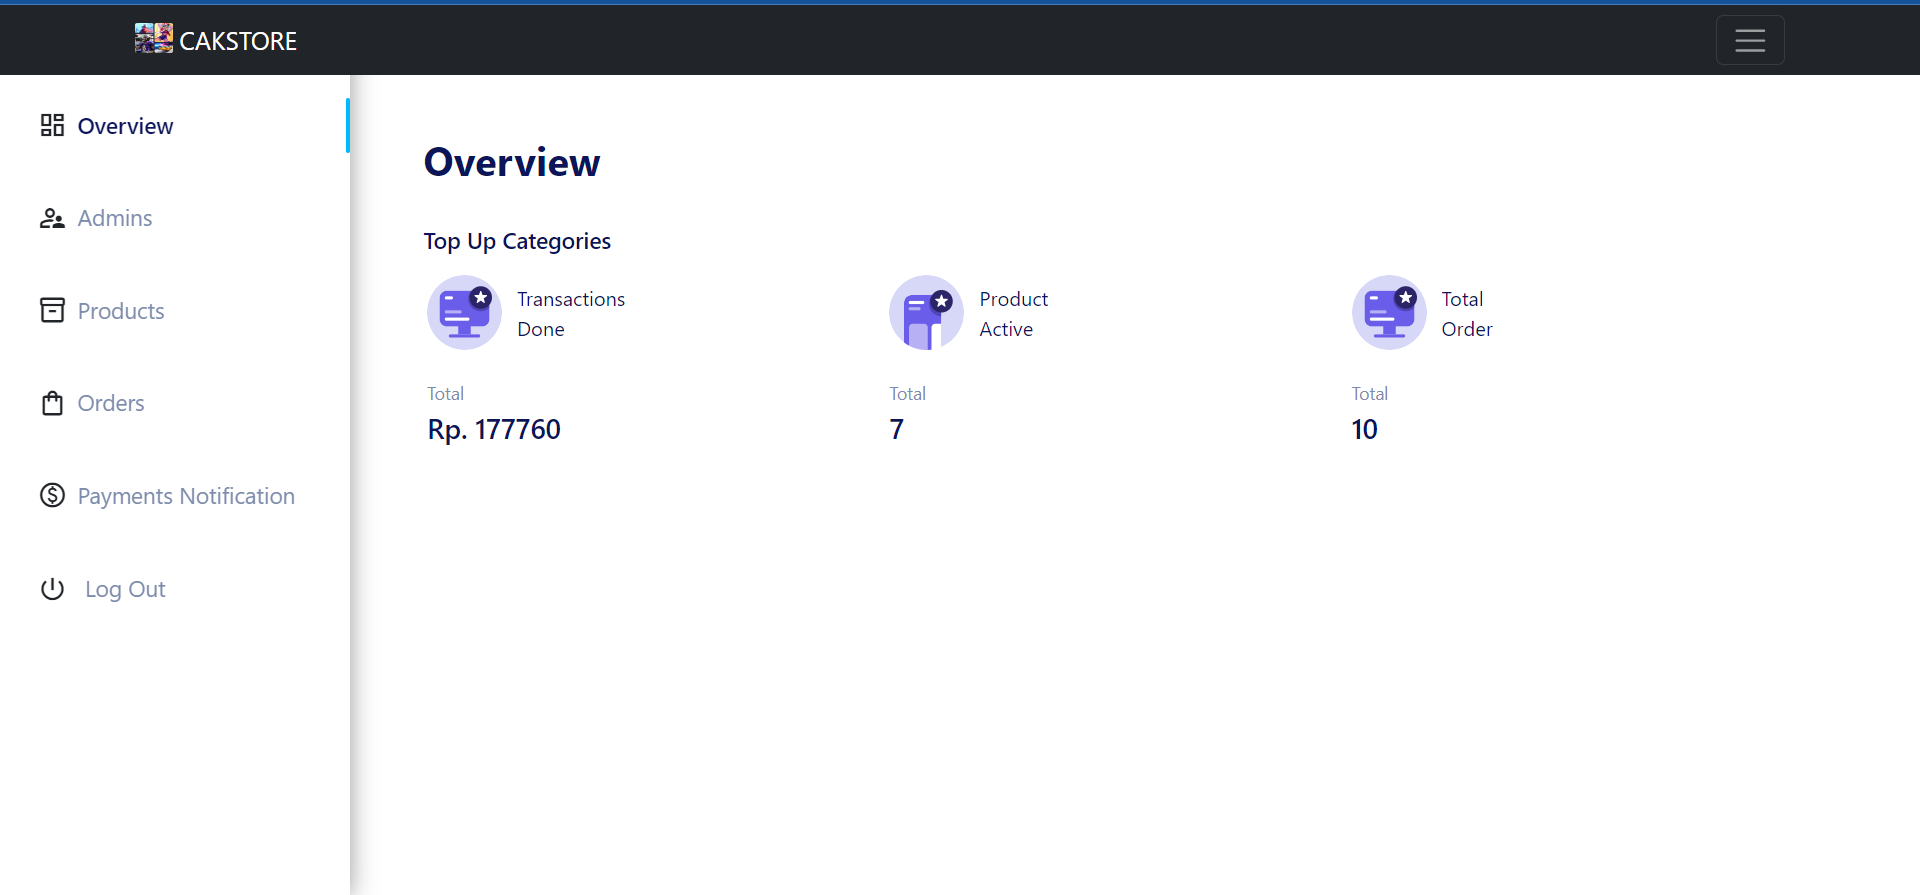 CAKSTORE
Overview
Admins
Products
Orders
Payments Notification
Log Out
Overview
Top Up Categories
Transactions
Done
Total
Rp. 177760
Product
Active
Total
7
Total
Order
Total
10